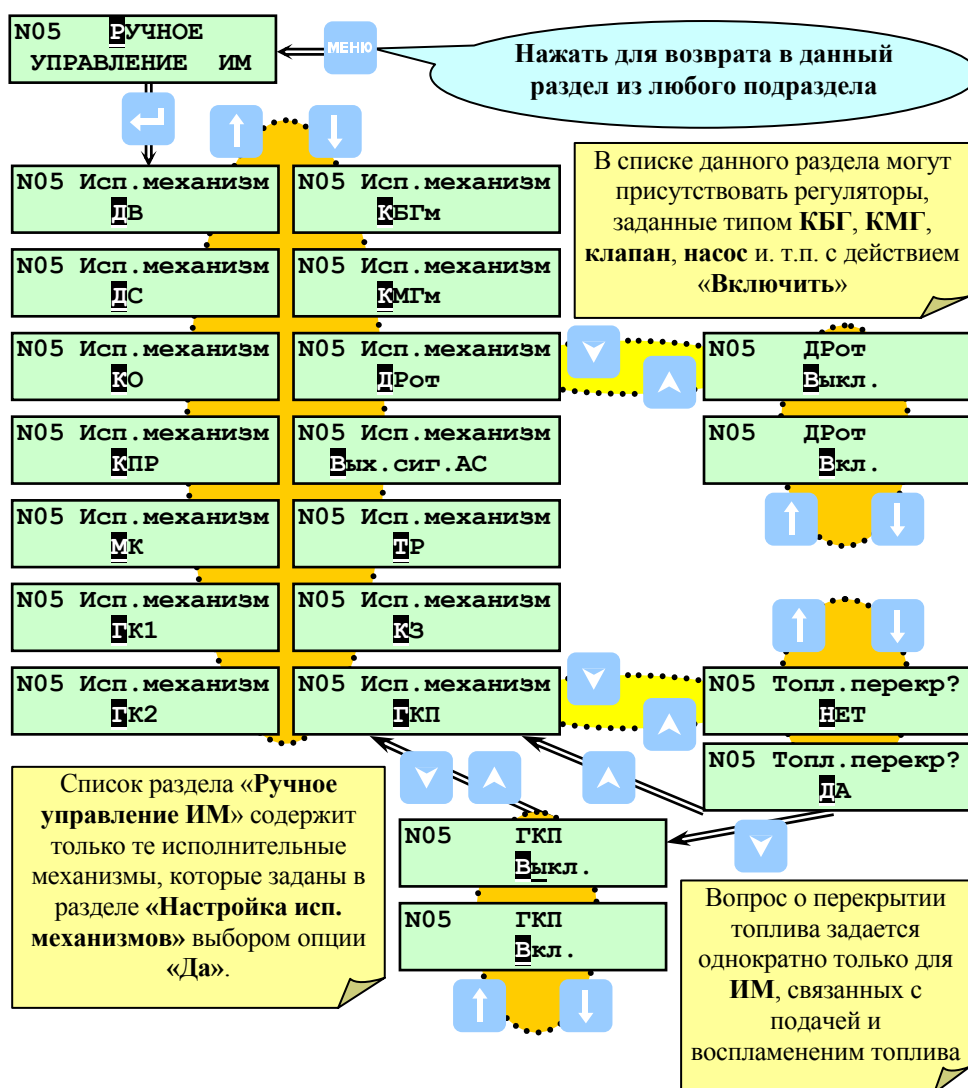 N05 РУЧНОЕ
УПРАВЛЕНИЕ ИМ
МЕНЮ
Нажать для возврата в данный
раздел из любого подраздела
N05 Исп.механизм
ДВ
N05 Исп.механизм
КБГм
В списке данного раздела могут
присутствовать регуляторы,
заданные типом КБГ, КМГ,
клапан, насос и. т.п. с действием
«Включить»
N05 Исп.механизм
ДС
N05 Исп.механизм
КМГм
N05 Исп.механизм
КО
N05 Исп.механизм
ДРот
N05 ДРот
Выкл.
N05 ДРот
Вкл.
N05 Исп.механизм
КПР
N05 Исп.механизм
Вых.сиг.АС
N05 Исп.механизм
МК
N05 Исп.механизм
ТР
N05 Исп.механизм
ГК1
N05 Исп.механизм
КЗ
N05 Исп.механизм
ГК2
N05 Исп.механизм
ГКП
N05 Топл.перекр?
НЕТ
N05 Топл.перекр?
ДА
Список раздела «Ручное
управление ИМ» содержит
только те исполнительные
механизмы, которые заданы в
разделе «Настройка исп.
механизмов» выбором опции
«Да».
N05 ГКП
Выкл.
N05 ГКП
Вкл.
Вопрос о перекрытии
топлива задается
однократно только для
ИМ, связанных с
подачей и
воспламененим топлива